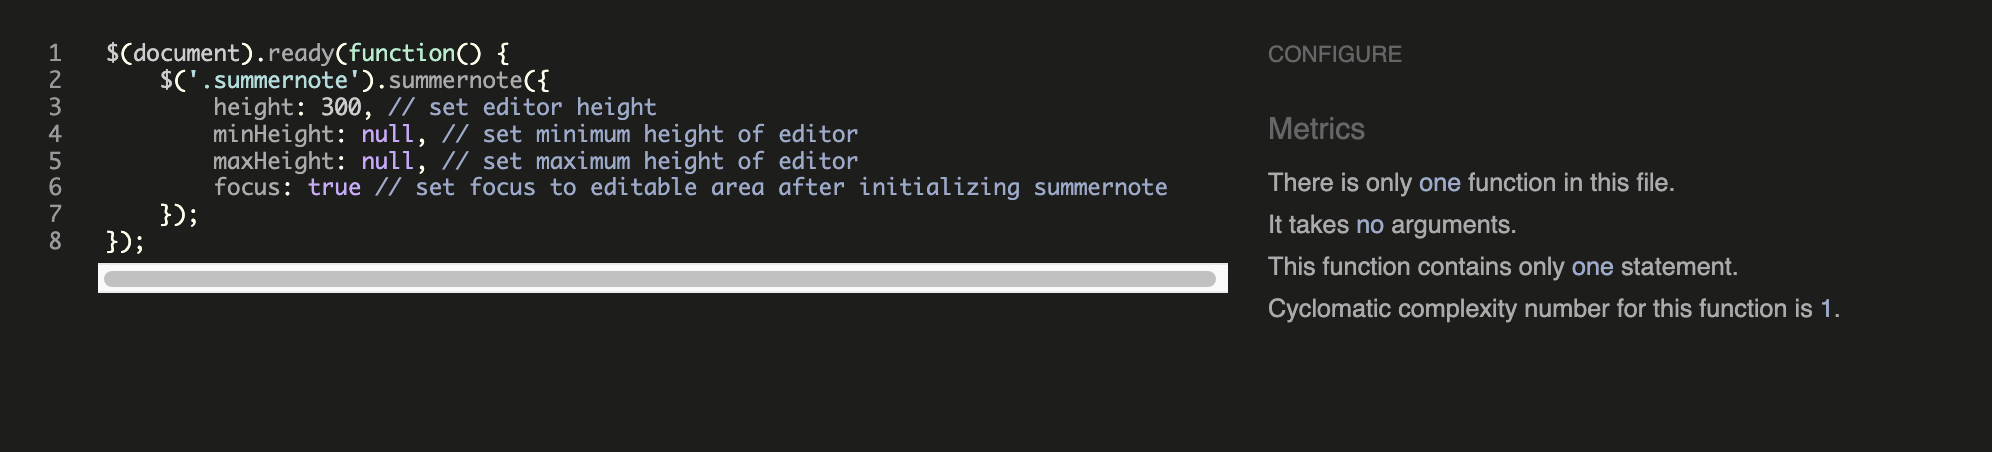 1 $(document).ready(function() {
2     $('.summernote').summernote({
3         height: 300, // set editor height
4         minHeight: null, // set minimum height of editor
5         maxHeight: null, // set maximum height of editor
6         focus: true // set focus to editable area after initializing summernote
7     });
8 });
CONFIGURE
Metrics
There is only one function in this file.
It takes no arguments.
This function contains only one statement.
Cyclomatic complexity number for this function is 1.